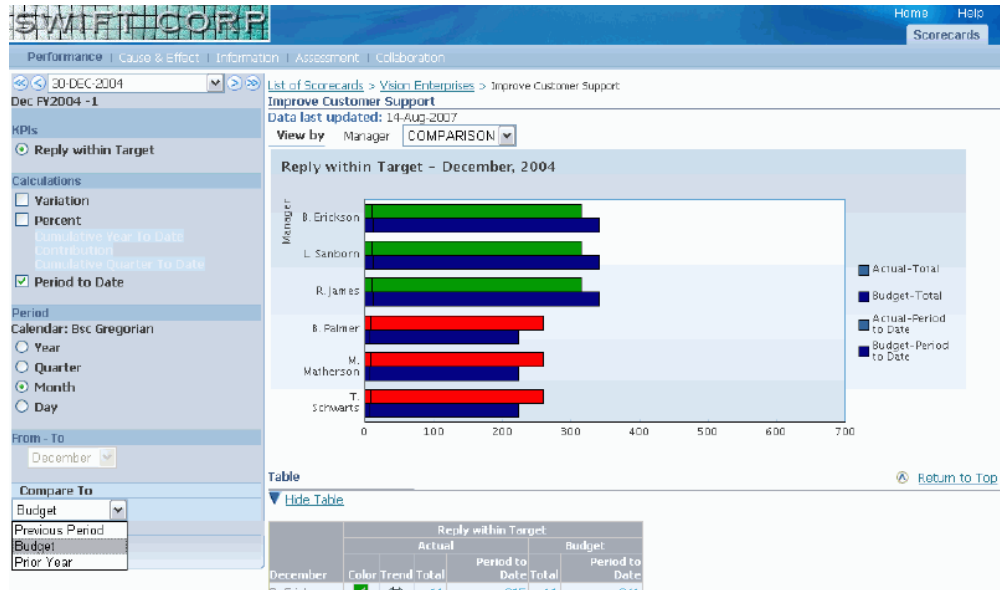 SWIFT CORP
Home Help
Scorecards
Performance | Cause & Effect | Information | Assessment | Collaboration
30-DEC-2004
Dec FY2004 -1
KPIs
Reply within Target
Calculations
Variation
Percent
Cumulative Year To Date
Contribution
Cumulative Quarter To Date
Period to Date
Period
Calendar: Bsc Gregorian
Year
Quarter
Month
Day
From - To
December
Compare To
Budget
Previous Period
Budget
Prior Year
List of Scorecards > Vision Enterprises > Improve Customer Support
Improve Customer Support
Data last updated: 14-Aug-2007
View by Manager COMPARISON
Reply within Target - December, 2004
Manager
B. Erickson
L. Sanborn
R. James
B. Palmer
M.
Matherson
T.
Schwarts
0 100 200 300 400 500 600 700
Actual-Total
Budget-Total
Actual-Period
to Date
Budget-Period
to Date
Table
Return to Top
Hide Table
Reply within Target
Actual Budget
December Color Trend Total Period to Date Total Period to Date